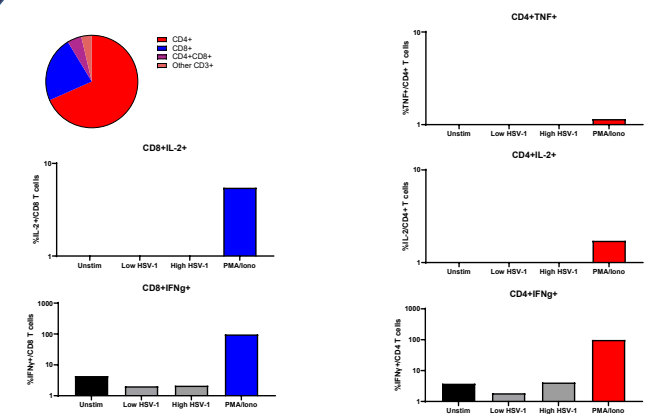 CD4+
CD8+
CD4+CD8+
Other CD3+
CD4+TNF+
%TNF+/CD4+ T cells
10
1
Unstim Low HSV-1 High HSV-1 PMA/Iono
CD8+IL-2+
%IL-2+/CD8 T cells
10
1
Unstim Low HSV-1 High HSV-1 PMA/Iono
CD4+IL-2+
%IL-2/CD4+ T cells
10
1
Unstim Low HSV-1 High HSV-1 PMA/Iono
CD8+IFNg+
%IFNγ+/CD8 T cells
1000
100
10
1
Unstim Low HSV-1 High HSV-1 PMA/Iono
CD4+IFNg+
%IFNγ+/CD4 T cells
1000
100
10
1
Unstim Low HSV-1 High HSV-1 PMA/Iono